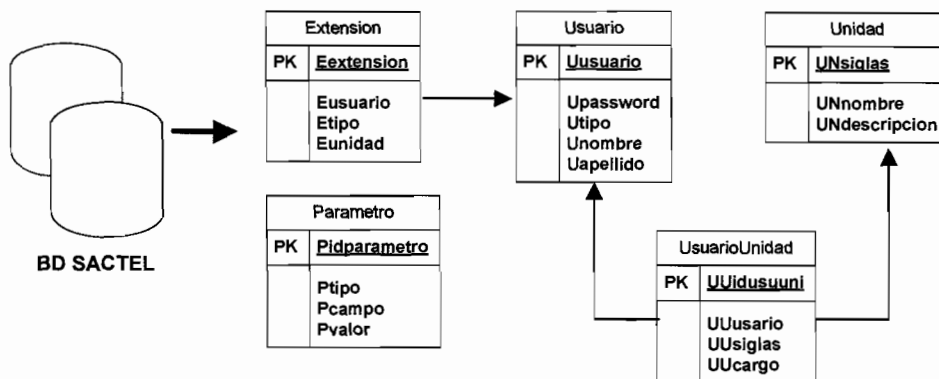 Extension
PK Eextension
Eusuario
Etipo
Eunidad
Usuario
PK Uusuario
Upassword
Utipo
Unombre
Uapellido
Unidad
PK UNsiglas
UNnombre
UNdescripcion
BD SACTEL
Parametro
PK Pidparametro
Ptipo
Pcampo
Pvalor
UsuarioUnidad
PK UUidusuuni
UUusario
UUsiglas
UUcargo